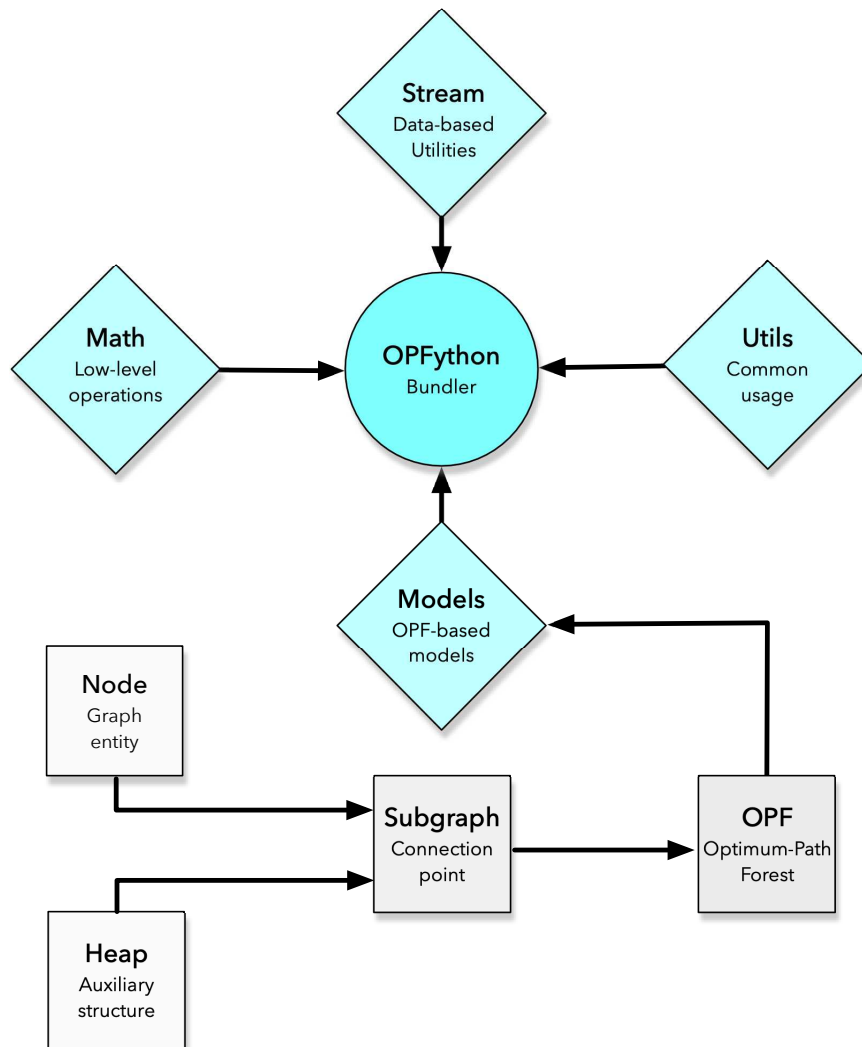 Stream
Data-based
Utilities
Math
Low-level
operations
OPFython
Bundler
Utils
Common
usage
Models
OPF-based
models
Node
Graph
entity
Subgraph
Connection
point
OPF
Optimum-Path
Forest
Heap
Auxiliary
structure